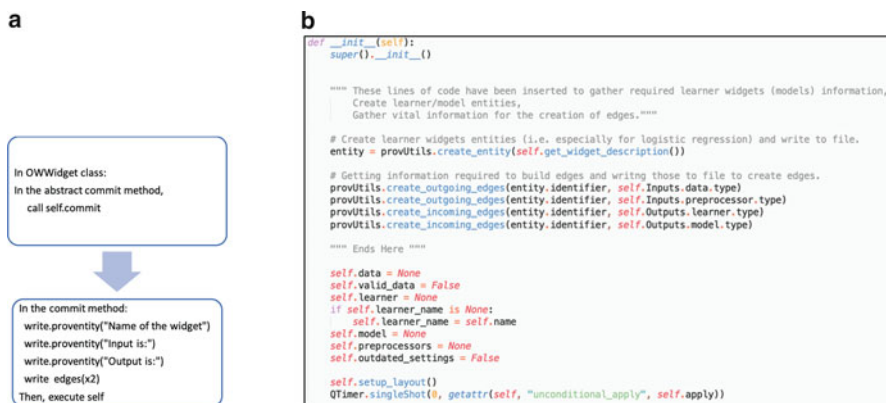 a
In OWWidget class:
In the abstract commit method,
call self.commit
In the commit method:
write.proventity("Name of the widget")
write.proventity("Input is:")
write.proventity("Output is:")
write edges(x2)
Then, execute self
b
def __init__(self):
super().__init__()
""" These lines of code have been inserted to gather required learner widgets (models) information,
Create learner/model entities,
Gather vital information for the creation of edges."""
# Create learner widgets entities (i.e. especially for logistic regression) and write to file.
entity = provUtils.create_entity(self.get_widget_description())
# Getting information required to build edges and writng those to file to create edges.
provUtils.create_outgoing_edges(entity.identifier, self.Inputs.data.type)
provUtils.create_outgoing_edges(entity.identifier, self.Inputs.preprocessor.type)
provUtils.create_incoming_edges(entity.identifier, self.Outputs.learner.type)
provUtils.create_incoming_edges(entity.identifier, self.Outputs.model.type)
""" Ends Here """
self.data = None
self.valid_data = False
self.learner = None
if self.learner_name is None:
self.learner_name = self.name
self.model = None
self.preprocessors = None
self.outdated_settings = False
self.setup_layout()
QTimer.singleShot(0, getattr(self, "unconditional_apply", self.apply))